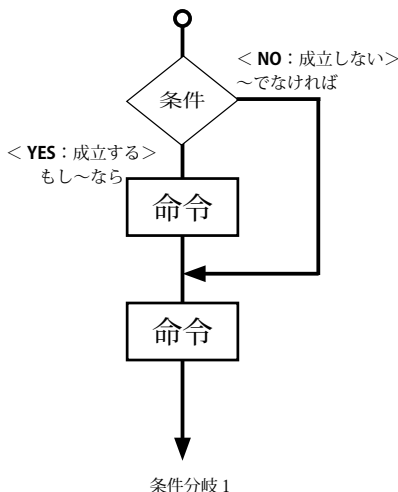 < NO：成立しない>
～でなければ
条件
< YES：成立する>
もし～なら
命令
命令
条件分岐 1